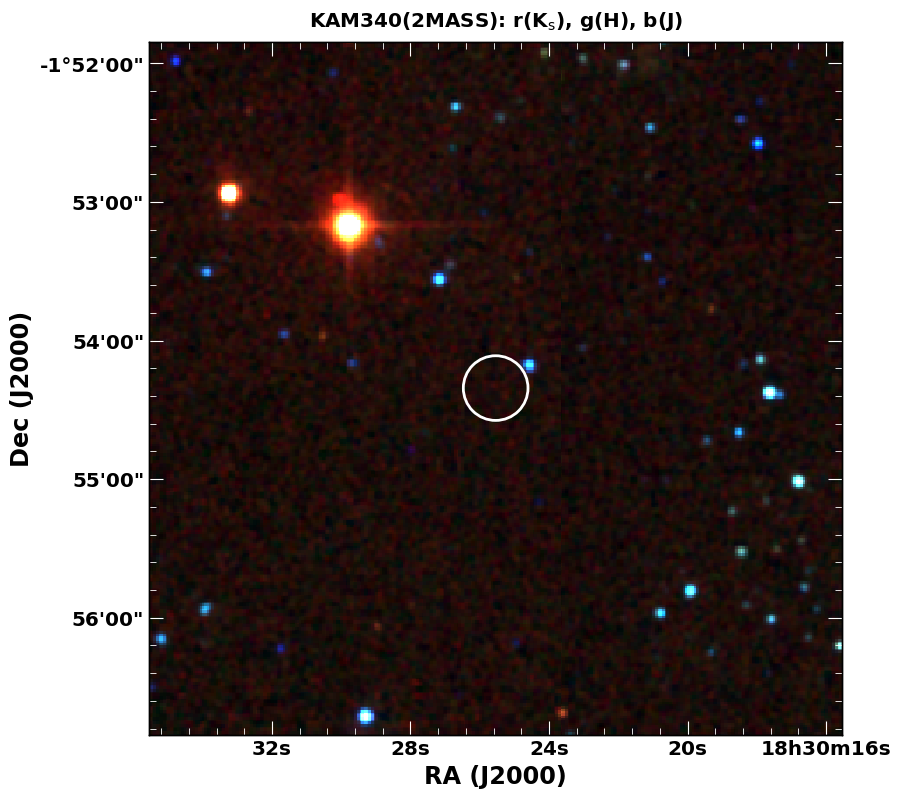 KAM340(2MASS): r(Ks), g(H), b(J)
-1°52'00"
53'00"
54'00"
55'00"
56'00"
Dec (J2000)
32s 28s 24s 20s 18h30m16s
RA (J2000)